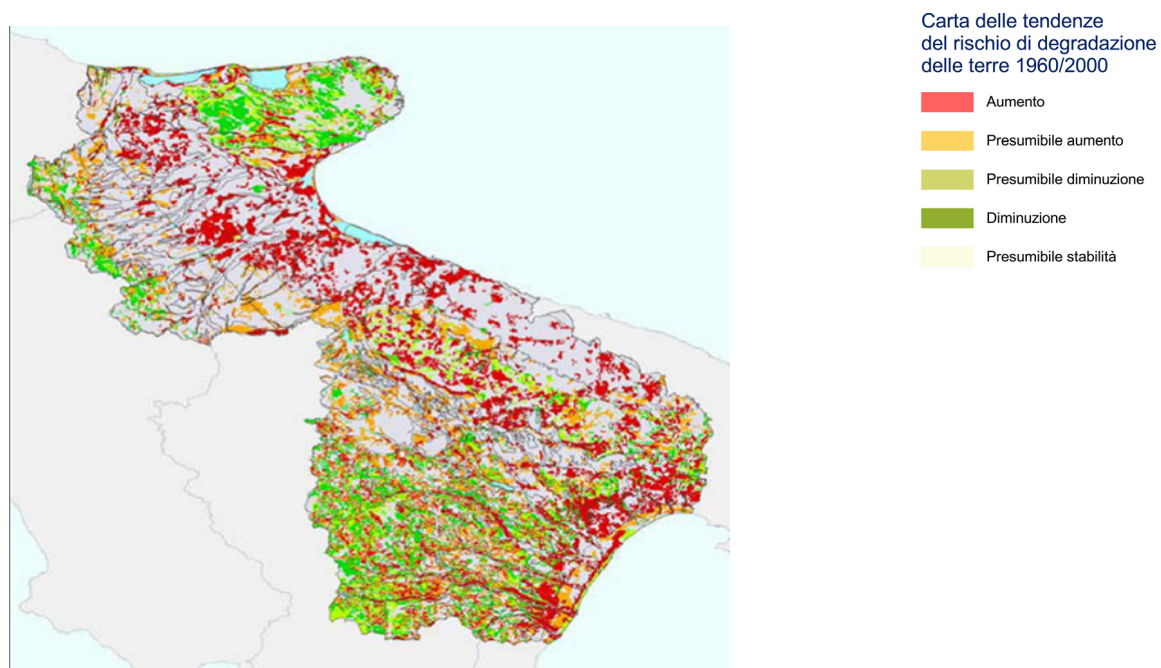 Carta delle tendenze
del rischio di degradazione
delle terre 1960/2000
Aumento
Presumibile aumento
Presumibile diminuzione
Diminuzione
Presumibile stabilità